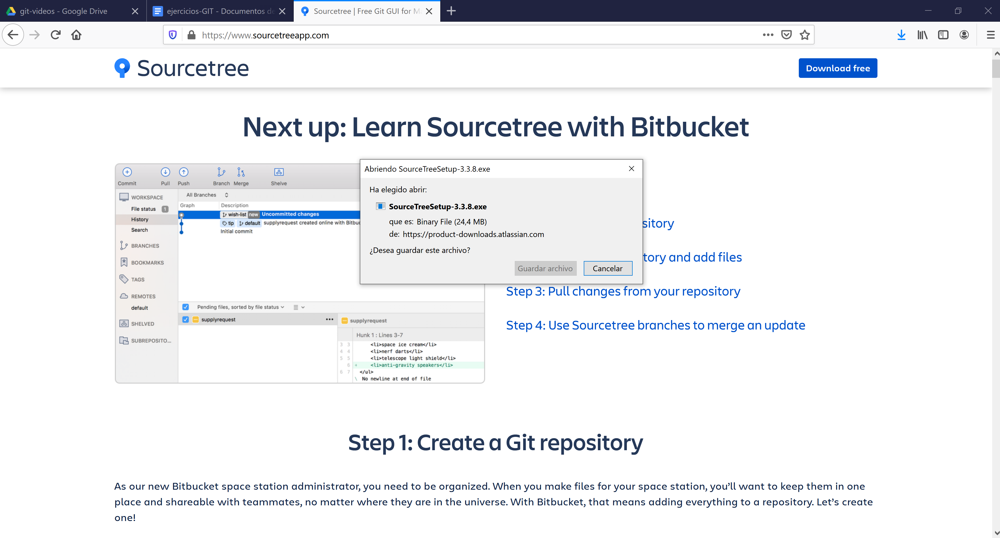 git-videos - Google Drive
ejercicios-GIT - Documentos de
Sourcetree | Free Git GUI for Ma
https://www.sourcetreeapp.com
Sourcetree
Download free
Next up: Learn Sourcetree with Bitbucket
Commit
Pull
Push
Branch
Merge
Shelve
WORKSPACE
File status 1
History
Search
BRANCHES
BOOKMARKS
TAGS
REMOTES
default
SHELVED
SUBREPOSITO...
All Branches
Graph
Description
wish-list new Uncommitted changes
tip default supplyrequest created online with Bitbuc
Initial commit
Pending files, sorted by file status
supplyrequest
supplyrequest
Hunk 1 : Lines 3-7
3 3 <li>space ice cream</li>
4 4 <li>nerf darts</li>
5 5 <li>telescope light shield</li>
6 + <li>anti-gravity speakers</li>
6 7 </ul>
\ No newline at end of file
Abriendo SourceTreeSetup-3.3.8.exe
Ha elegido abrir:
SourceTreeSetup-3.3.8.exe
que es: Binary File (24,4 MB)
de: https://product-downloads.atlassian.com
¿Desea guardar este archivo?
Guardar archivo
Cancelar
sitory
tory and add files
Step 3: Pull changes from your repository
Step 4: Use Sourcetree branches to merge an update
Step 1: Create a Git repository
As our new Bitbucket space station administrator, you need to be organized. When you make files for your space station, you’ll want to keep them in one
place and shareable with teammates, no matter where they are in the universe. With Bitbucket, that means adding everything to a repository. Let’s create
one!